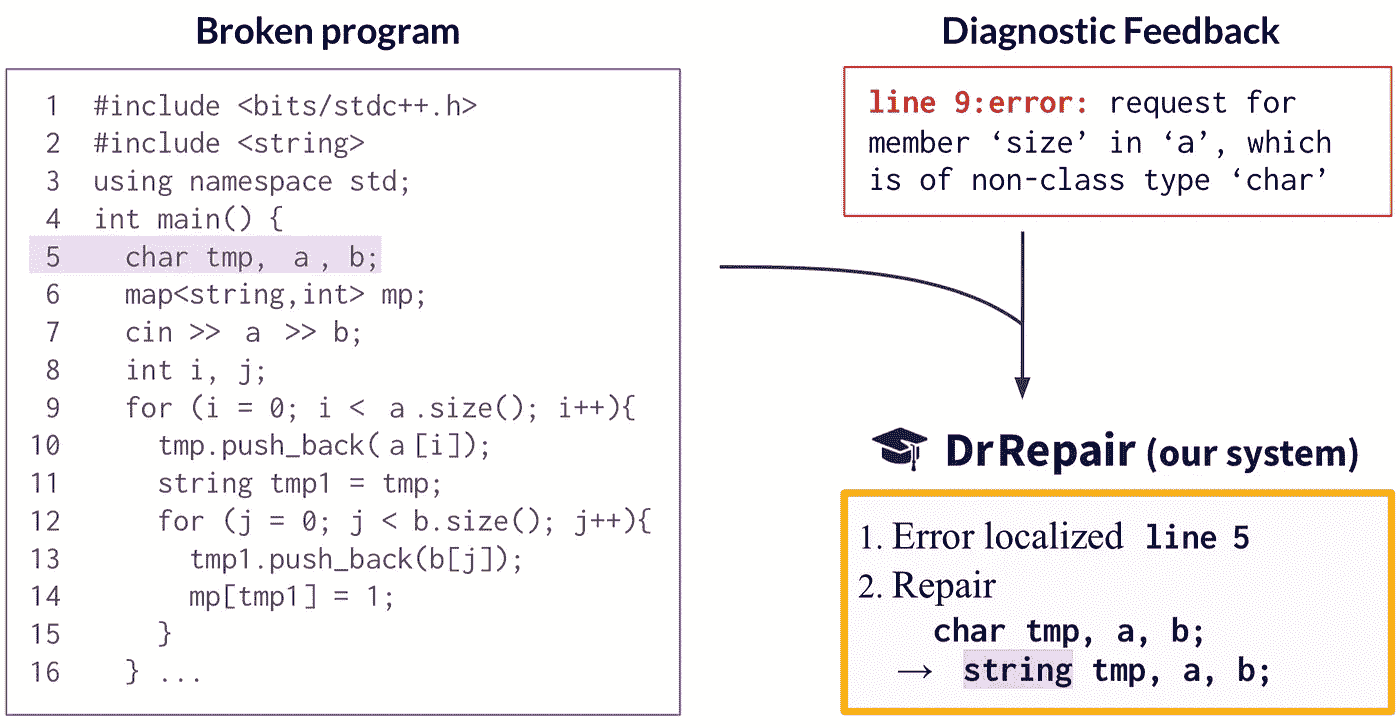 Broken program
1 #include <bits/stdc++.h>
2 #include <string>
3 using namespace std;
4 int main() {
5 char tmp, a , b;
6 map<string,int> mp;
7 cin >> a >> b;
8 int i, j;
9 for (i = 0; i < a .size(); i++){
10 tmp.push_back( a [i]);
11 string tmp1 = tmp;
12 for (j = 0; j < b.size(); j++){
13 tmp1.push_back(b[j]);
14 mp[tmp1] = 1;
15 }
16 } ...
Diagnostic Feedback
line 9:error: request for
member ‘size’ in ‘a’, which
is of non-class type ‘char’
DrRepair (our system)
1. Error localized line 5
2. Repair
char tmp, a, b;
→ string tmp, a, b;